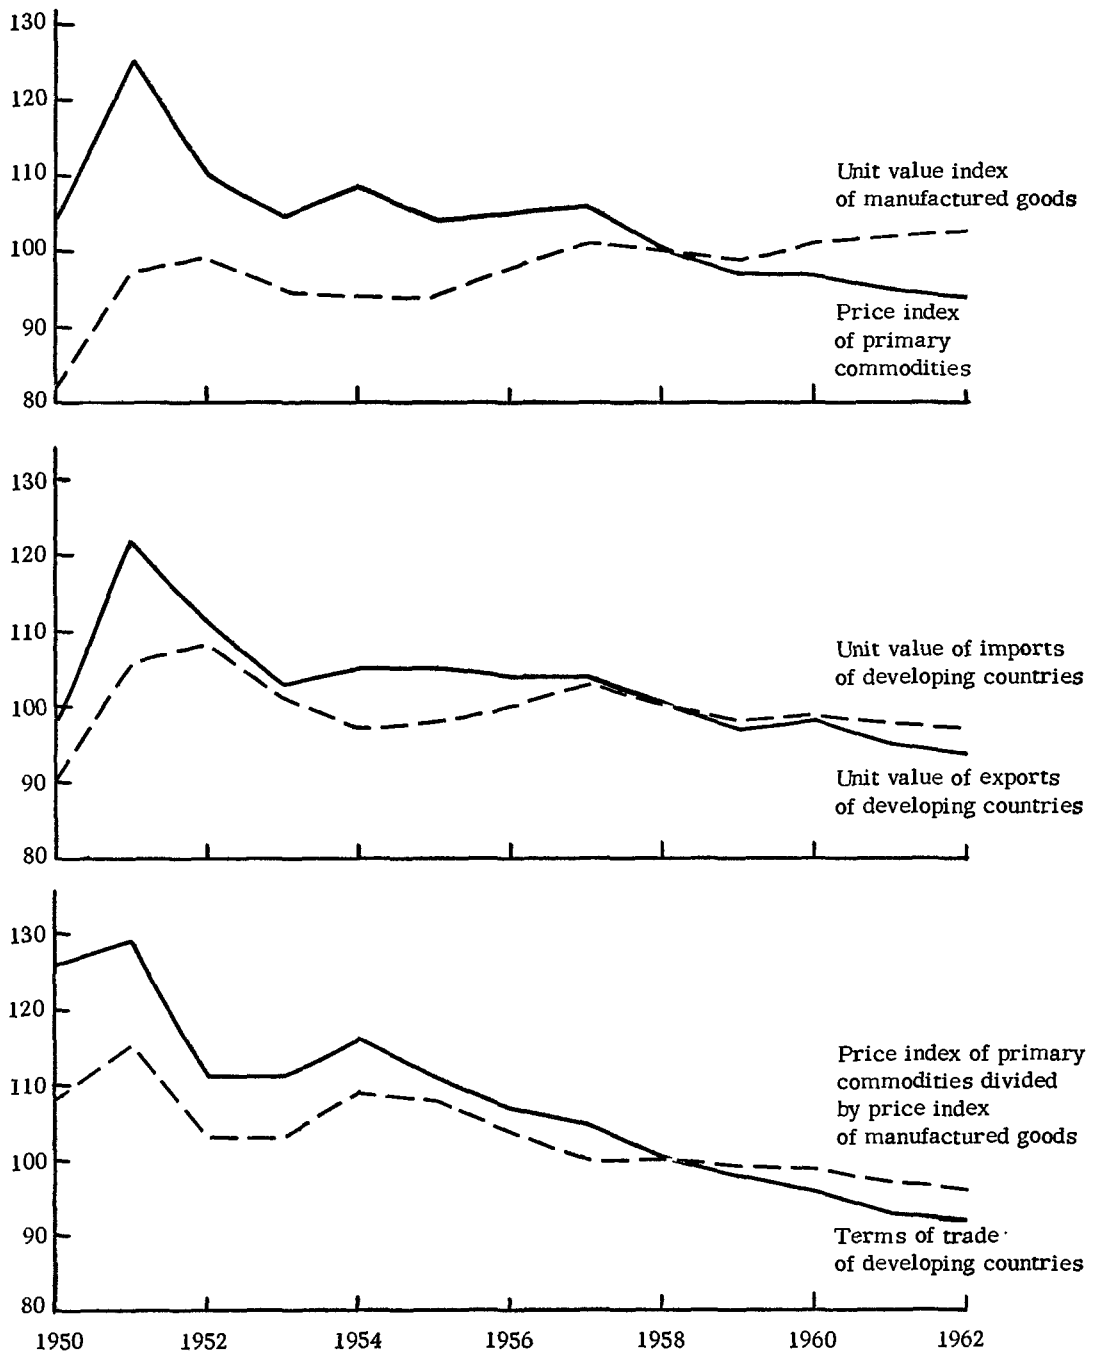 130
120
110
100
90
80
Unit value index
of manufactured goods
Price index
of primary
commodities
130
120
110
100
90
80
Unit value of imports
of developing countries
Unit value of exports
of developing countries
130
120
110
100
90
80
Price index of primary
commodities divided
by price index
of manufactured goods
Terms of trade
of developing countries
1950 1952 1954 1956 1958 1960 1962